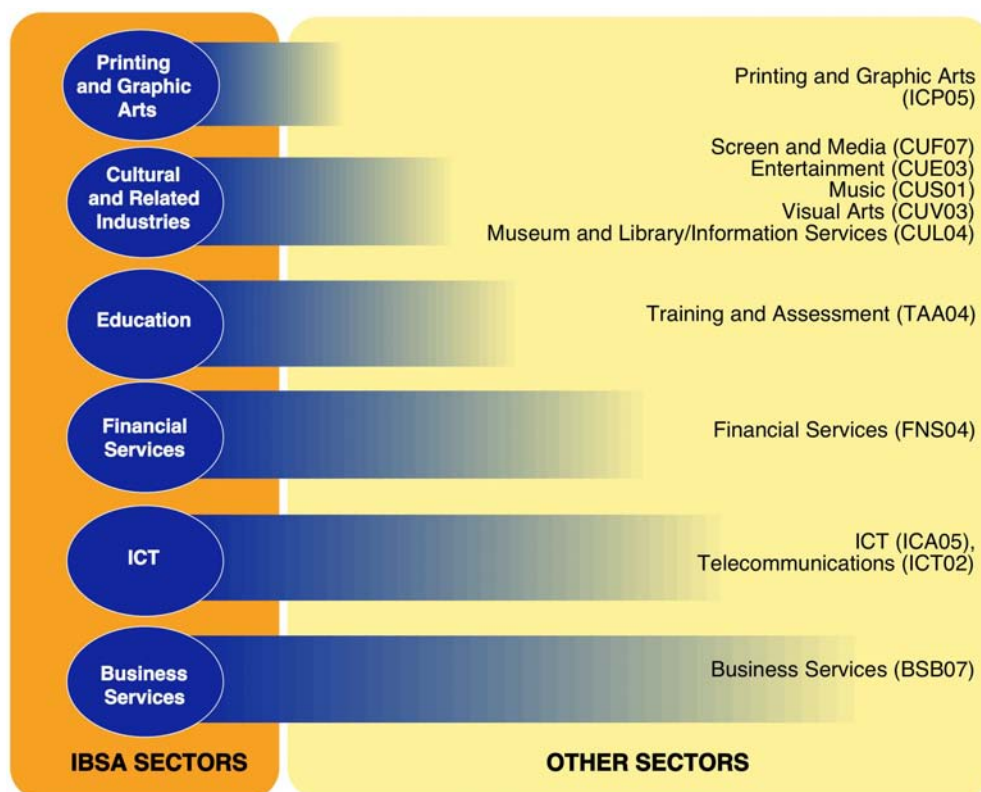 Printing
and Graphic
Arts
Printing and Graphic Arts
(ICP05)
Cultural
and Related
Industries
Screen and Media (CUF07)
Entertainment (CUE03)
Music (CUS01)
Visual Arts (CUV03)
Museum and Library/Information Services (CUL04)
Education
Training and Assessment (TAA04)
Financial
Services
Financial Services (FNS04)
ICT
ICT (ICA05),
Telecommunications (ICT02)
Business
Services
Business Services (BSB07)
IBSA SECTORS
OTHER SECTORS